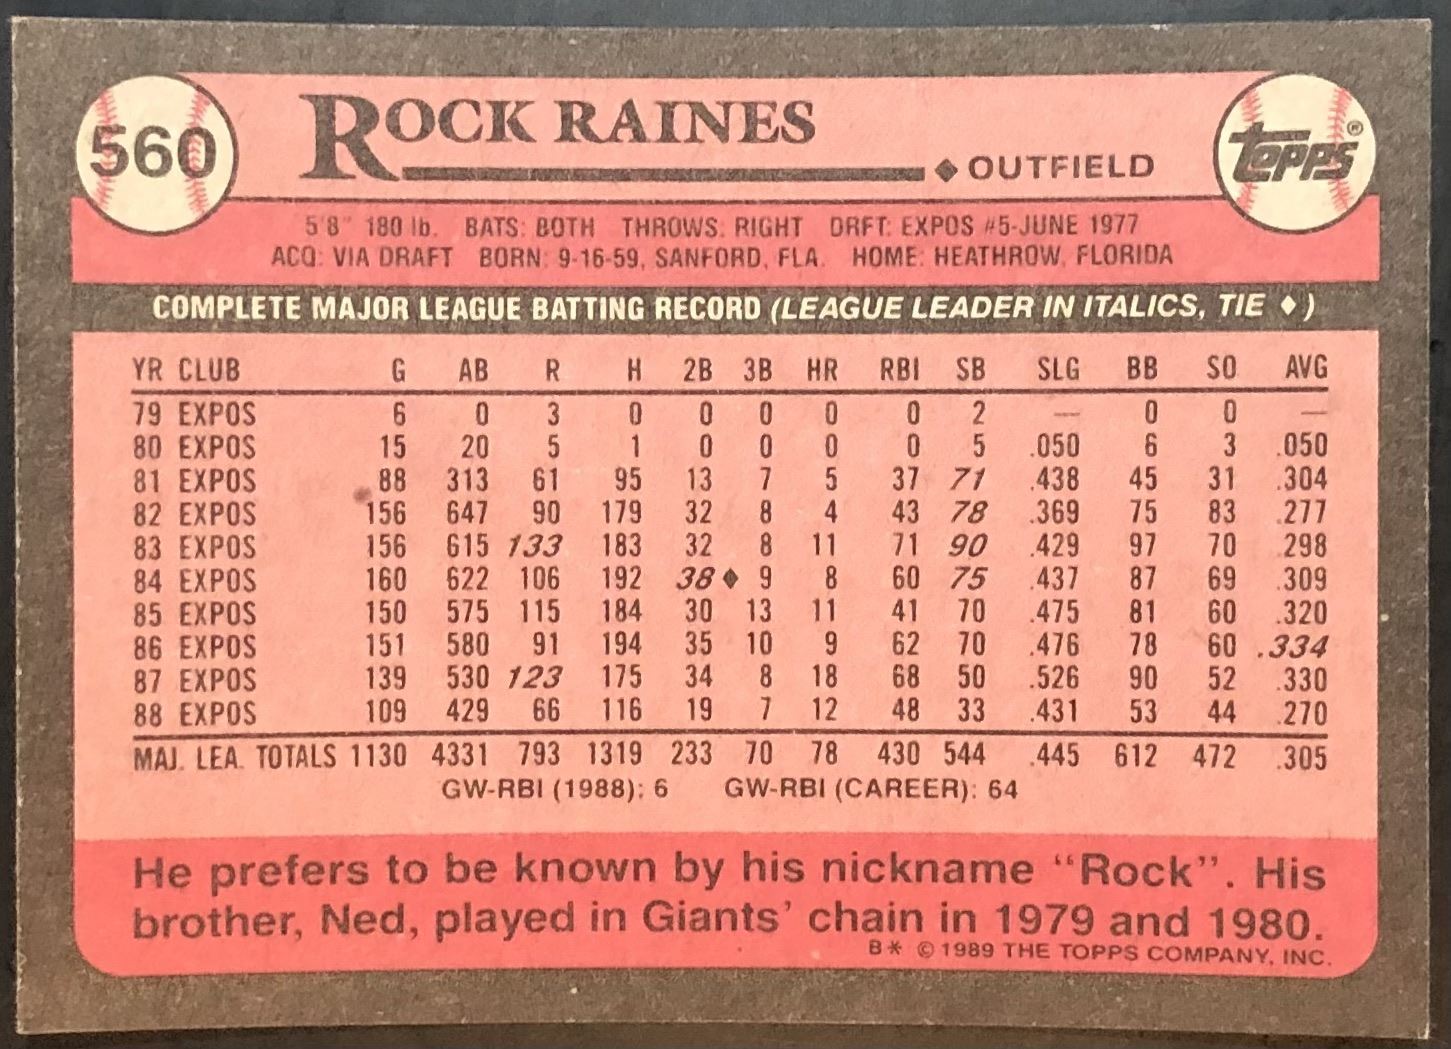 560
ROCK RAINES
♦ OUTFIELD
topps®
5'8" 180 lb. BATS: BOTH THROWS: RIGHT DRFT: EXPOS #5-JUNE 1977
ACQ: VIA DRAFT BORN: 9-16-59, SANFORD, FLA. HOME: HEATHROW, FLORIDA
COMPLETE MAJOR LEAGUE BATTING RECORD (LEAGUE LEADER IN ITALICS, TIE ♦)
YR CLUB G AB R H 2B 3B HR RBI SB SLG BB SO AVG
79 EXPOS 6 0 3 0 0 0 0 0 2 — 0 0 —
80 EXPOS 15 20 5 1 0 0 0 0 5 .050 6 3 .050
81 EXPOS 88 313 61 95 13 7 5 37 71 .438 45 31 .304
82 EXPOS 156 647 90 179 32 8 4 43 78 .369 75 83 .277
83 EXPOS 156 615 133 183 32 8 11 71 90 .429 97 70 .298
84 EXPOS 160 622 106 192 38♦ 9 8 60 75 .437 87 69 .309
85 EXPOS 150 575 115 184 30 13 11 41 70 .475 81 60 .320
86 EXPOS 151 580 91 194 35 10 9 62 70 .476 78 60 .334
87 EXPOS 139 530 123 175 34 8 18 68 50 .526 90 52 .330
88 EXPOS 109 429 66 116 19 7 12 48 33 .431 53 44 .270
MAJ. LEA. TOTALS 1130 4331 793 1319 233 70 78 430 544 .445 612 472 .305
GW-RBI (1988): 6 GW-RBI (CAREER): 64
He prefers to be known by his nickname "Rock". His
brother, Ned, played in Giants' chain in 1979 and 1980.
B* © 1989 THE TOPPS COMPANY, INC.